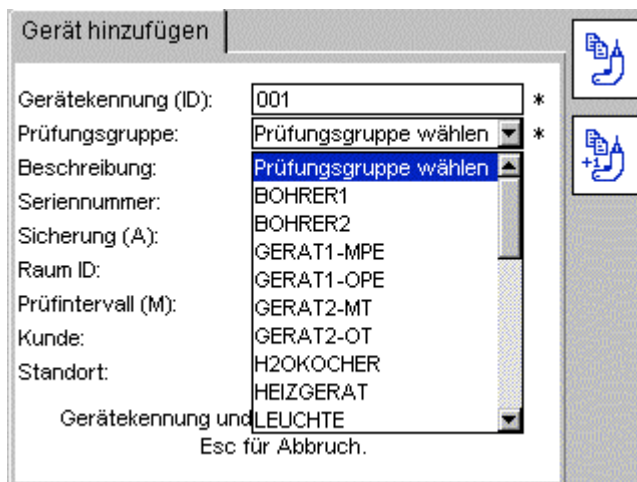 Gerät hinzufügen
Gerätekennung (ID): 001 *
Prüfungsgruppe: Prüfungsgruppe wählen *
Beschreibung: Prüfungsgruppe wählen
Seriennummer: BOHRER1
BOHRER2
Sicherung (A):
GERAT1-MPE
Raum ID: GERAT1-OPE
Prüfintervall (M): GERAT2-MT
Kunde: GERAT2-OT
H2OKOCHER
Standort:
HEIZGERAT
Gerätekennung und LEUCHTE
Esc für Abbruch.
+1